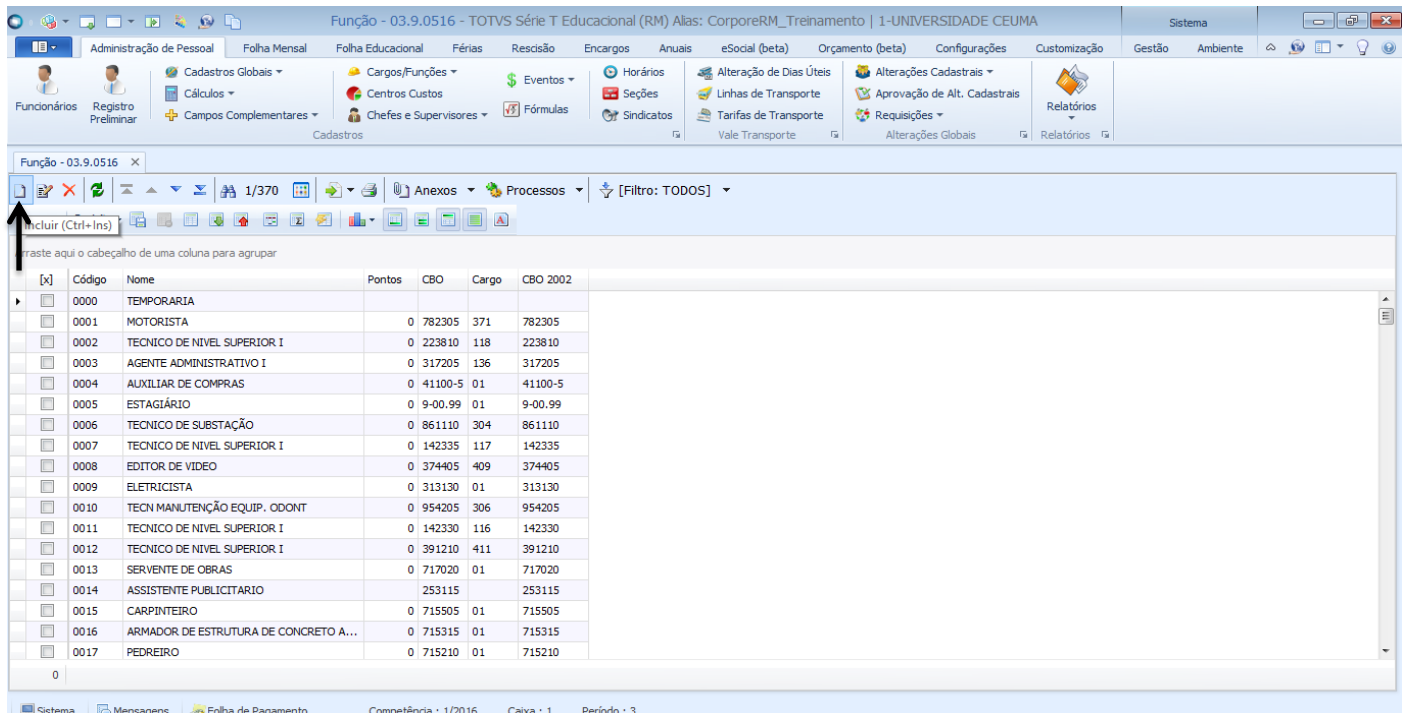 Função - 03.9.0516 - TOTVS Série T Educacional (RM) Alias: CorporeRM_Treinamento | 1-UNIVERSIDADE CEUMA
Sistema
Administração de Pessoal Folha Mensal Folha Educacional Férias Rescisão Encargos Anuais eSocial (beta) Orçamento (beta) Configurações Customização Gestão Ambiente
Cadastros Globais Cargos/Funções Eventos Horários Alteração de Dias Úteis Alterações Cadastrais
Cálculos Centros Custos Seções Linhas de Transporte Aprovação de Alt. Cadastrais
Funcionários Registro Preliminar Campos Complementares Chefes e Supervisores Fórmulas Sindicatos Tarifas de Transporte Requisições Relatórios
Cadastros Vale Transporte Alterações Globais Relatórios
Função - 03.9.0516
1/370 Anexos Processos [Filtro: TODOS]
Incluir (Ctrl+Ins)
rraste aqui o cabeçalho de uma coluna para agrupar
[x] Código Nome Pontos CBO Cargo CBO 2002
0000 TEMPORARIA
0001 MOTORISTA 0 782305 371 782305
0002 TECNICO DE NIVEL SUPERIOR I 0 223810 118 223810
0003 AGENTE ADMINISTRATIVO I 0 317205 136 317205
0004 AUXILIAR DE COMPRAS 0 41100-5 01 41100-5
0005 ESTAGIÁRIO 0 9-00.99 01 9-00.99
0006 TECNICO DE SUBSTAÇÃO 0 861110 304 861110
0007 TECNICO DE NIVEL SUPERIOR I 0 142335 117 142335
0008 EDITOR DE VIDEO 0 374405 409 374405
0009 ELETRICISTA 0 313130 01 313130
0010 TECN MANUTENÇÃO EQUIP. ODONT 0 954205 306 954205
0011 TECNICO DE NIVEL SUPERIOR I 0 142330 116 142330
0012 TECNICO DE NIVEL SUPERIOR I 0 391210 411 391210
0013 SERVENTE DE OBRAS 0 717020 01 717020
0014 ASSISTENTE PUBLICITARIO 253115 253115
0015 CARPINTEIRO 0 715505 01 715505
0016 ARMADOR DE ESTRUTURA DE CONCRETO A... 0 715315 01 715315
0017 PEDREIRO 0 715210 01 715210
0
Sistema Mensagens Folha de Pagamento Competência : 1/2016 Caixa : 1 Período : 3